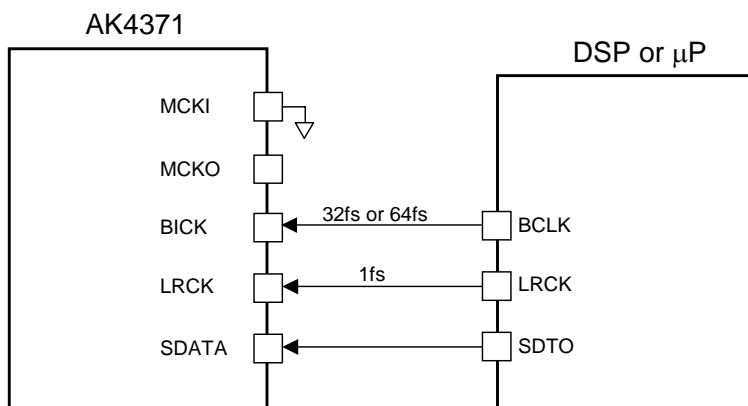 AK4371
DSP or μP
MCKI
MCKO
BICK
32fs or 64fs
BCLK
LRCK
1fs
LRCK
SDATA
SDTO